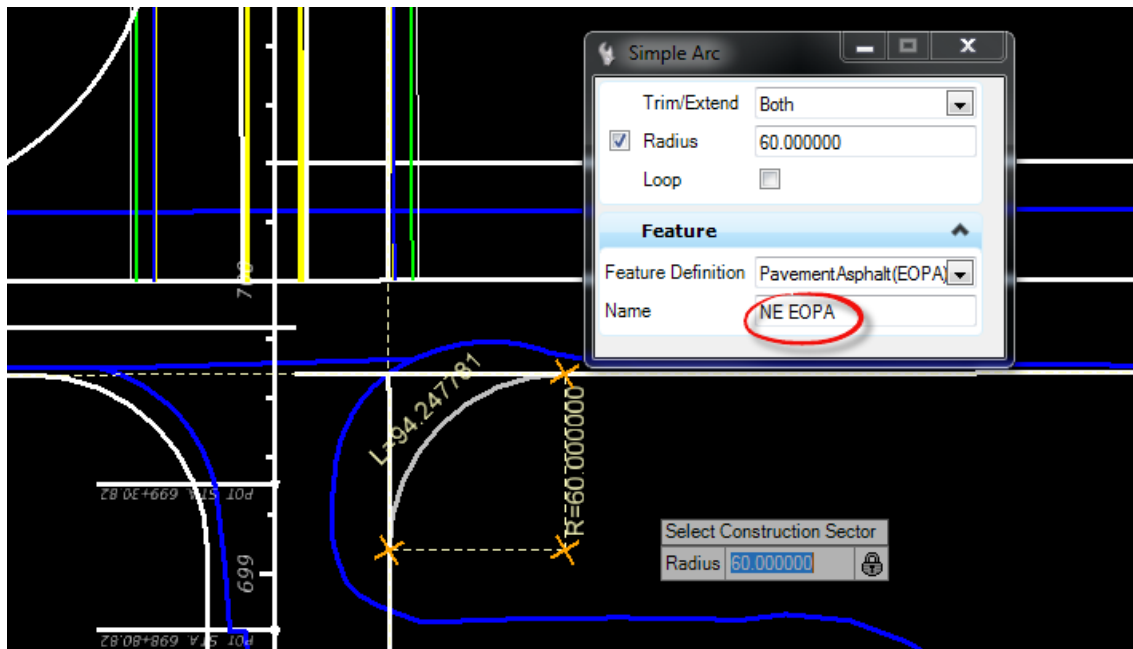 Simple Arc
Trim/Extend Both
Radius 60.000000
Loop
Feature
Feature Definition PavementAsphalt(EOPA)
Name NE EOPA
700
L=94.247781
R=60.000000
POT STA. 699+30.82
Select Construction Sector
Radius 60.000000
699
POT STA. 698+80.82